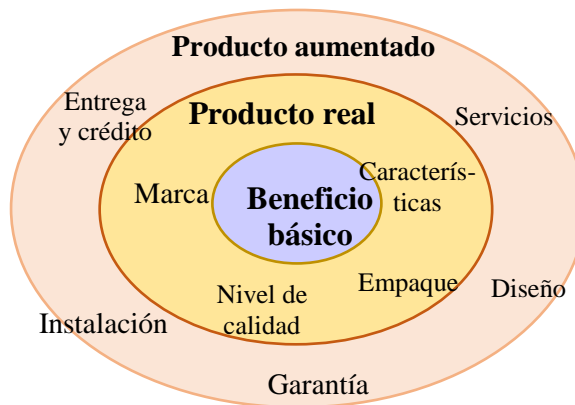 Producto aumentado
Entrega
y crédito
Servicios
Producto real
Marca
Caracterís-
ticas
Beneficio
básico
Nivel de
calidad
Empaque
Diseño
Instalación
Garantía